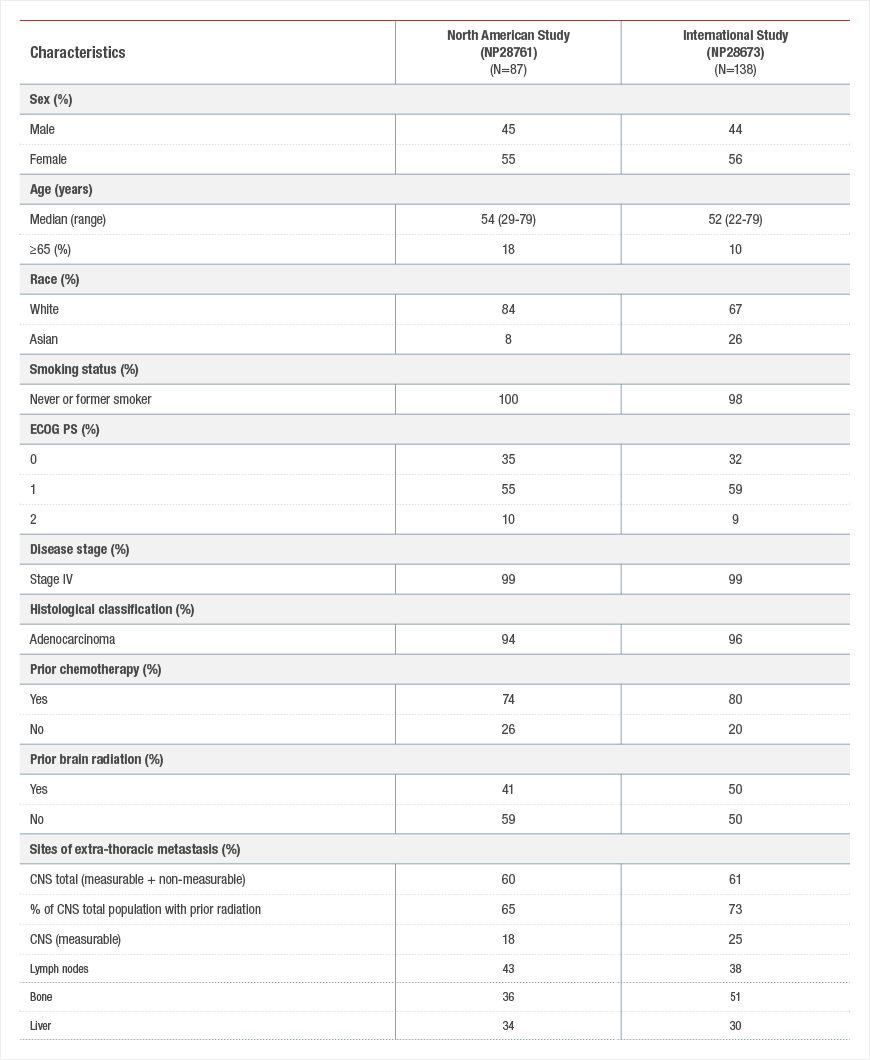 Characteristics
North American Study
(NP28761)
(N=87)
International Study
(NP28673)
(N=138)
Sex (%)
Male 45 44
Female 55 56
Age (years)
Median (range) 54 (29-79) 52 (22-79)
≥65 (%) 18 10
Race (%)
White 84 67
Asian 8 26
Smoking status (%)
Never or former smoker 100 98
ECOG PS (%)
0 35 32
1 55 59
2 10 9
Disease stage (%)
Stage IV 99 99
Histological classification (%)
Adenocarcinoma 94 96
Prior chemotherapy (%)
Yes 74 80
No 26 20
Prior brain radiation (%)
Yes 41 50
No 59 50
Sites of extra-thoracic metastasis (%)
CNS total (measurable + non-measurable) 60 61
% of CNS total population with prior radiation 65 73
CNS (measurable) 18 25
Lymph nodes 43 38
Bone 36 51
Liver 34 30